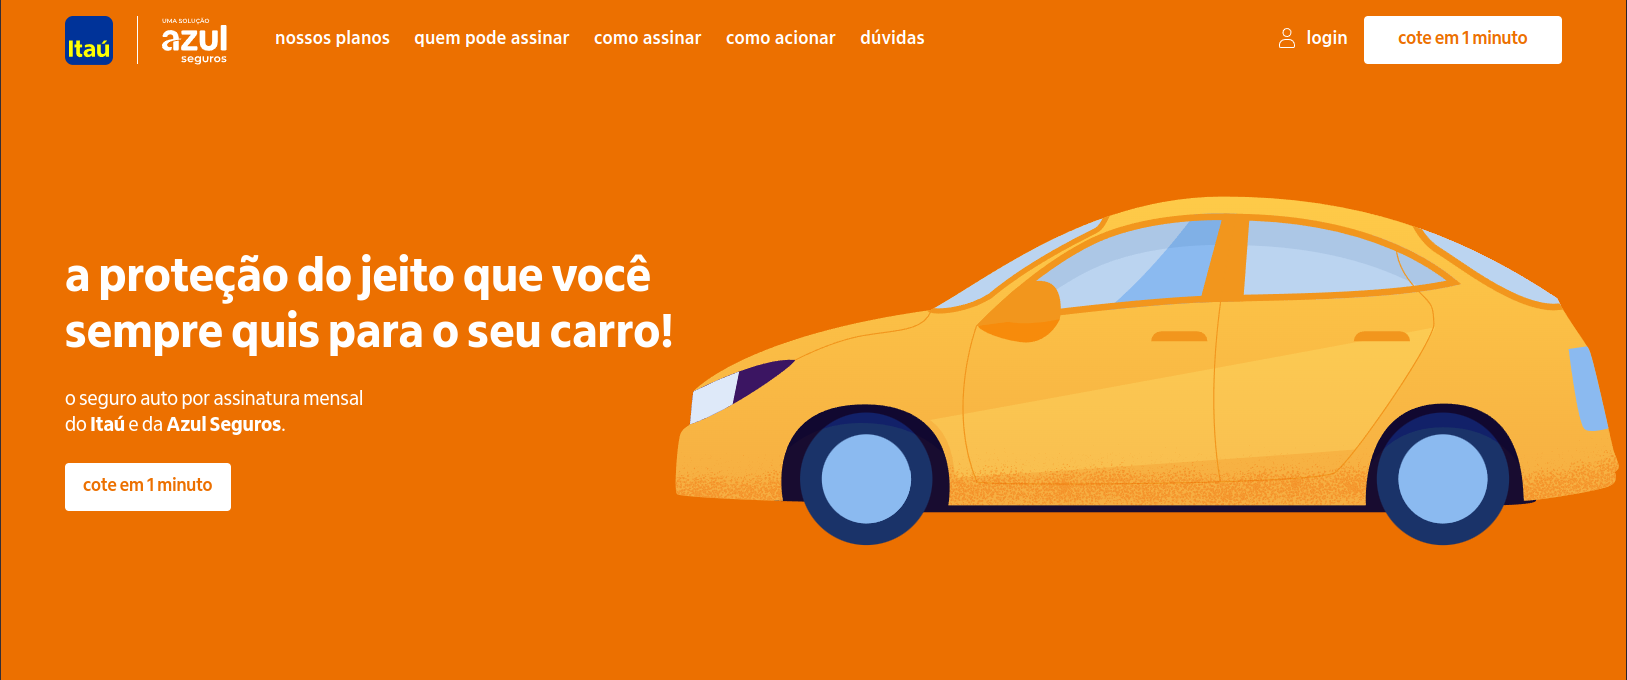 Itaú
UMA SOLUÇÃO
azul
seguros
nossos planos
quem pode assinar
como assinar
como acionar
dúvidas
login
cote em 1 minuto
a proteção do jeito que você
sempre quis para o seu carro!
o seguro auto por assinatura mensal
do Itaú e da Azul Seguros.
cote em 1 minuto